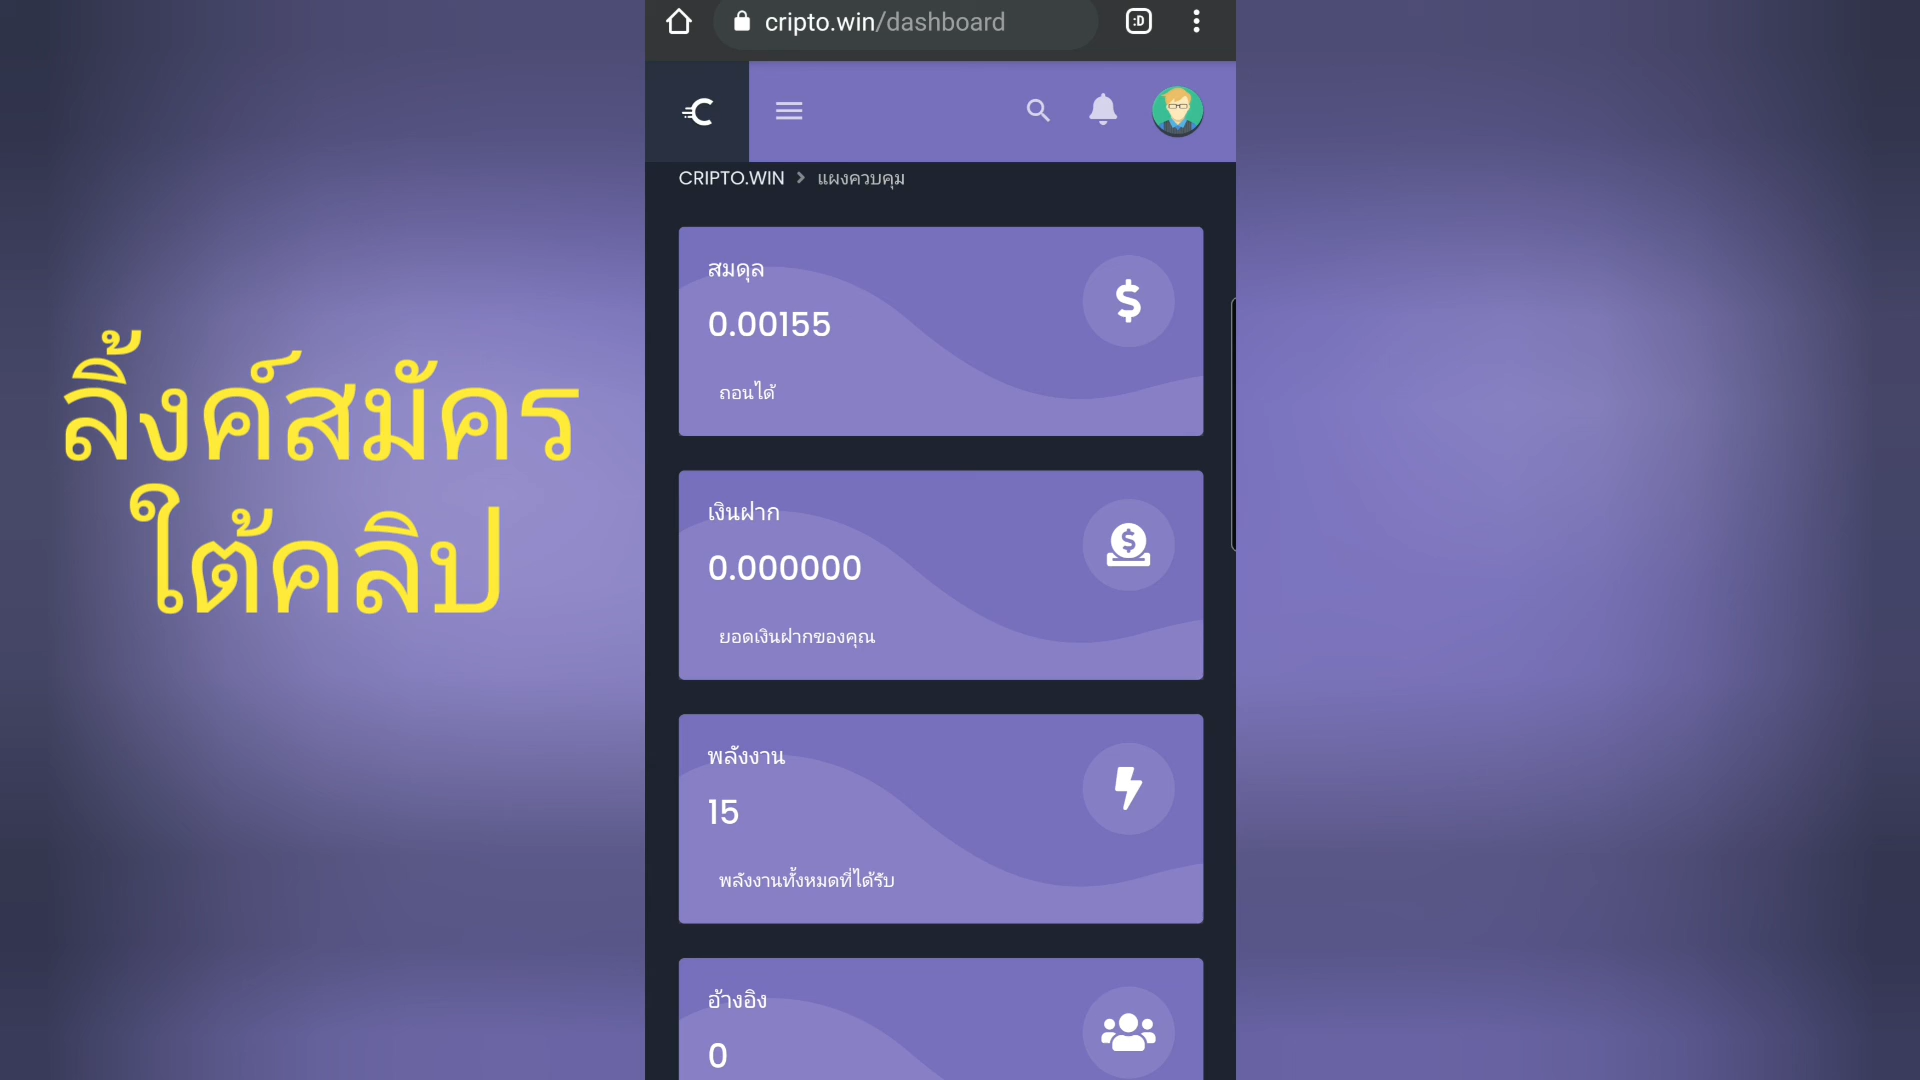 cripto.win/dashboard
:D
CRIPTO.WIN > แผงควบคุม
สมดุล
0.00155
ถอนได้
เงินฝาก
0.000000
ยอดเงินฝากของคุณ
พลังงาน
15
พลังงานทั้งหมดที่ได้รับ
อ้างอิง
0
ลิ้งค์สมัคร
ใต้คลิป